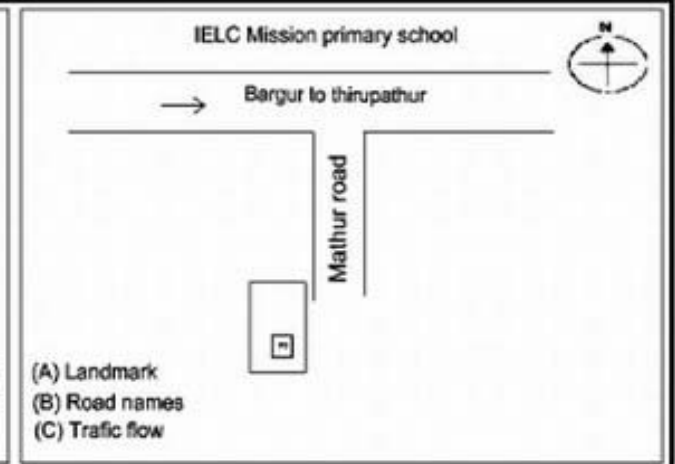 IELC Mission primary school
N
Bargur to thirupathur
Mathur road
(A) Landmark
(B) Road names
(C) Trafic flow